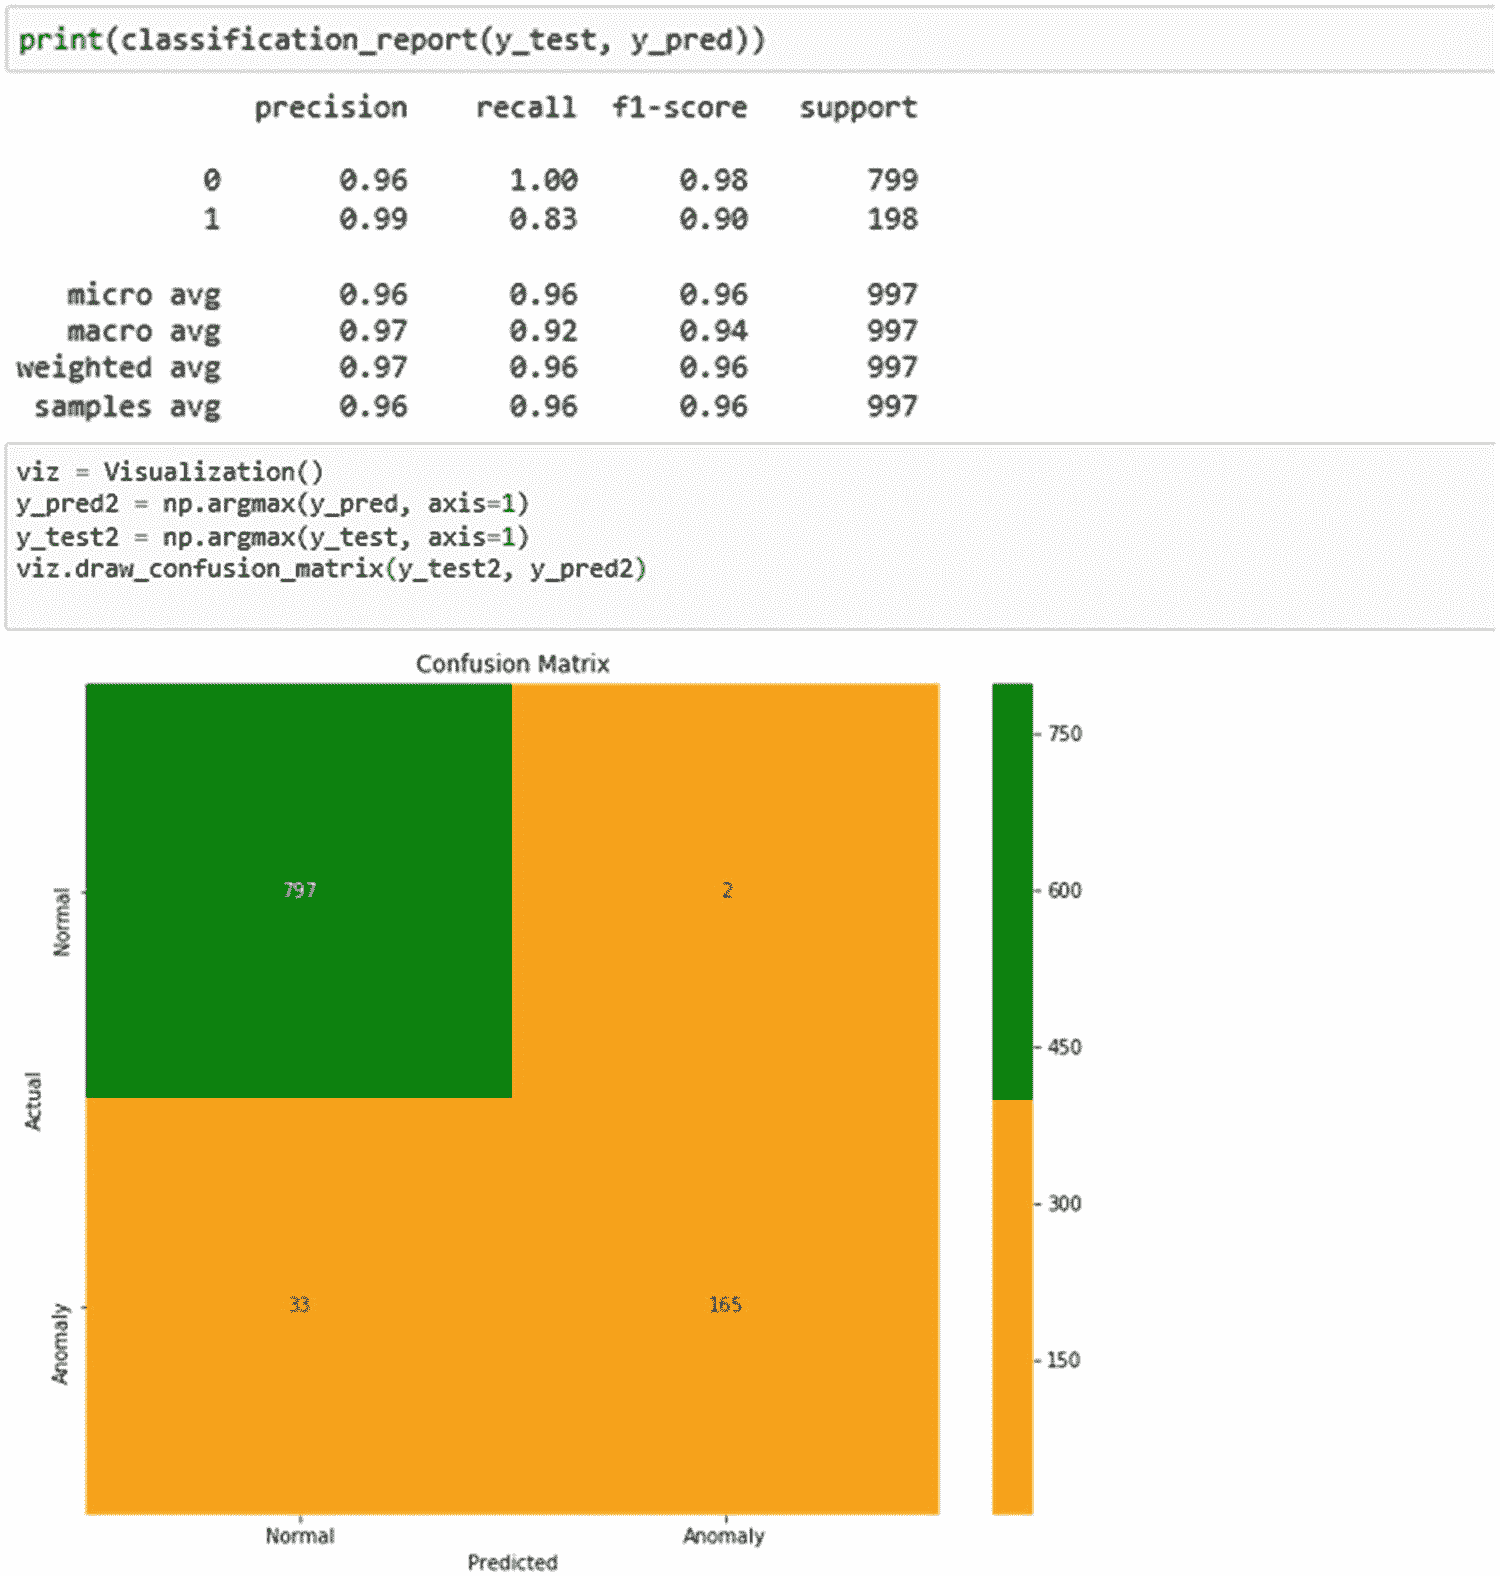 print(classification_report(y_test, y_pred))
precision recall f1-score support
0 0.96 1.00 0.98 799
1 0.99 0.83 0.90 198
micro avg 0.96 0.96 0.96 997
macro avg 0.97 0.92 0.94 997
weighted avg 0.97 0.96 0.96 997
samples avg 0.96 0.96 0.96 997
viz = Visualization()
y_pred2 = np.argmax(y_pred, axis=1)
y_test2 = np.argmax(y_test, axis=1)
viz.draw_confusion_matrix(y_test2, y_pred2)
Confusion Matrix
750
797 2
600
Normal
450
Actual
300
33 165
Anomaly
150
Normal Anomaly
Predicted